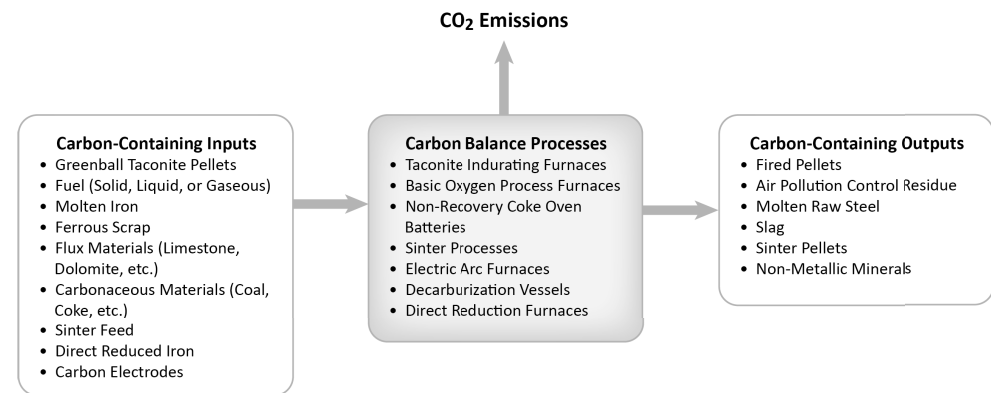 CO2 Emissions
Carbon-Containing Inputs
• Greenball Taconite Pellets
• Fuel (Solid, Liquid, or Gaseous)
• Molten Iron
• Ferrous Scrap
• Flux Materials (Limestone,
Dolomite, etc.)
• Carbonaceous Materials (Coal,
Coke, etc.)
• Sinter Feed
• Direct Reduced Iron
• Carbon Electrodes
Carbon Balance Processes
• Taconite Indurating Furnaces
• Basic Oxygen Process Furnaces
• Non-Recovery Coke Oven
Batteries
• Sinter Processes
• Electric Arc Furnaces
• Decarburization Vessels
• Direct Reduction Furnaces
Carbon-Containing Outputs
• Fired Pellets
• Air Pollution Control Residue
• Molten Raw Steel
• Slag
• Sinter Pellets
• Non-Metallic Minerals